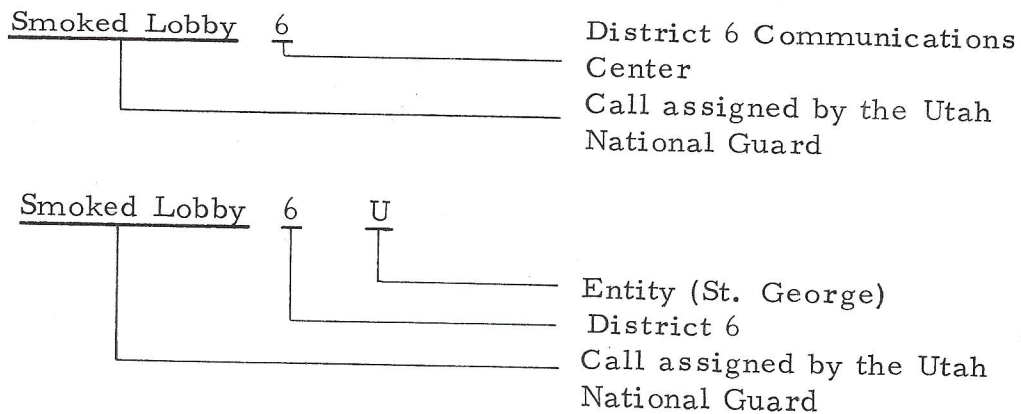 Smoked Lobby 6 District 6 Communications
Center
Call assigned by the Utah
National Guard
Smoked Lobby 6 U
Entity (St. George)
District 6
Call assigned by the Utah
National Guard